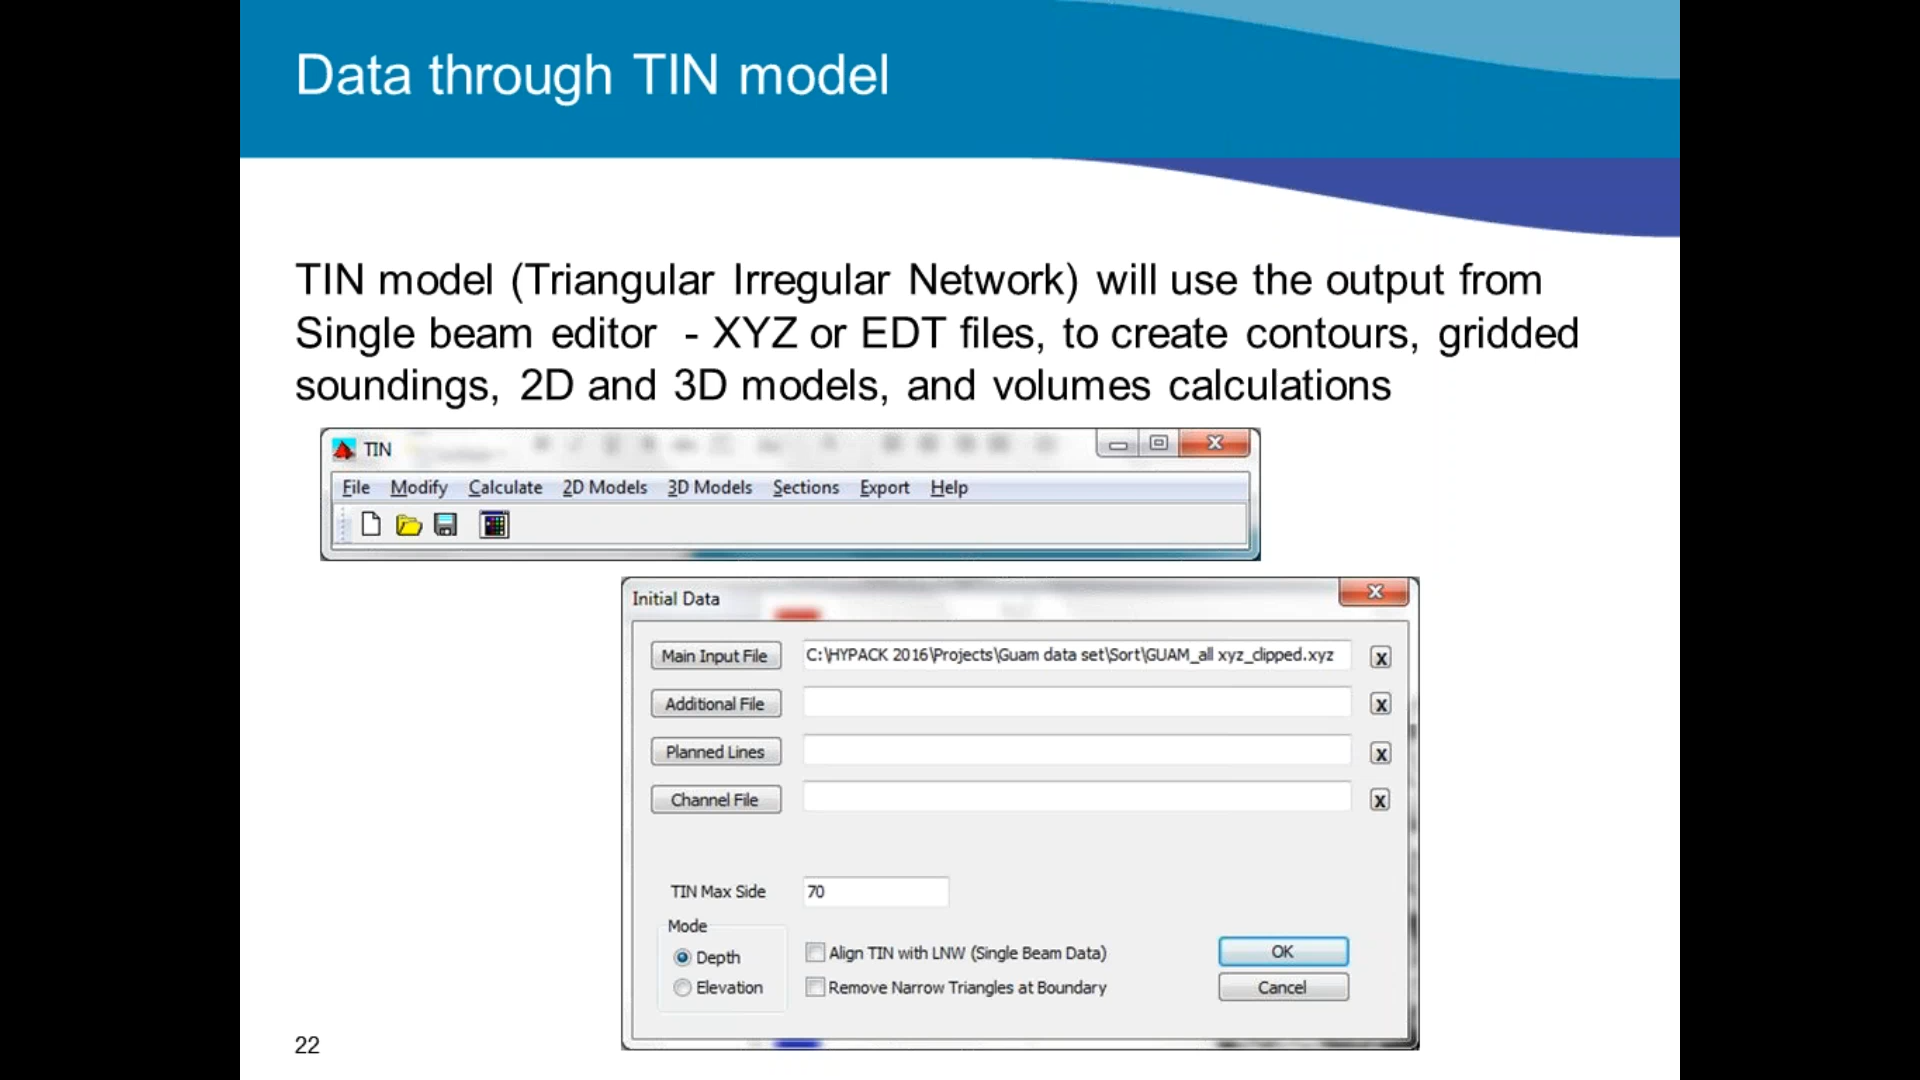 Data through TIN model
TIN model (Triangular Irregular Network) will use the output from
Single beam editor - XYZ or EDT files, to create contours, gridded
soundings, 2D and 3D models, and volumes calculations
TIN
File Modify Calculate 2D Models 3D Models Sections Export Help
Initial Data
Main Input File C:\HYPACK 2016\Projects\Guam data set\Sort\GUAM_all xyz_clipped.xyz X
Additional File X
Planned Lines X
Channel File X
TIN Max Side 70
Mode
Depth Align TIN with LNW (Single Beam Data) OK
Elevation Remove Narrow Triangles at Boundary Cancel
22